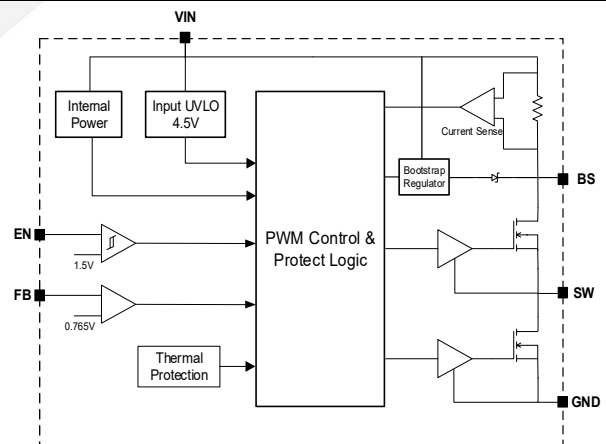 VIN
Internal
Power
Input UVLO
4.5V
Current Sense
Bootstrap
Regulator
BS
EN
1.5V
PWM Control &
Protect Logic
FB
0.765V
SW
Thermal
Protection
GND